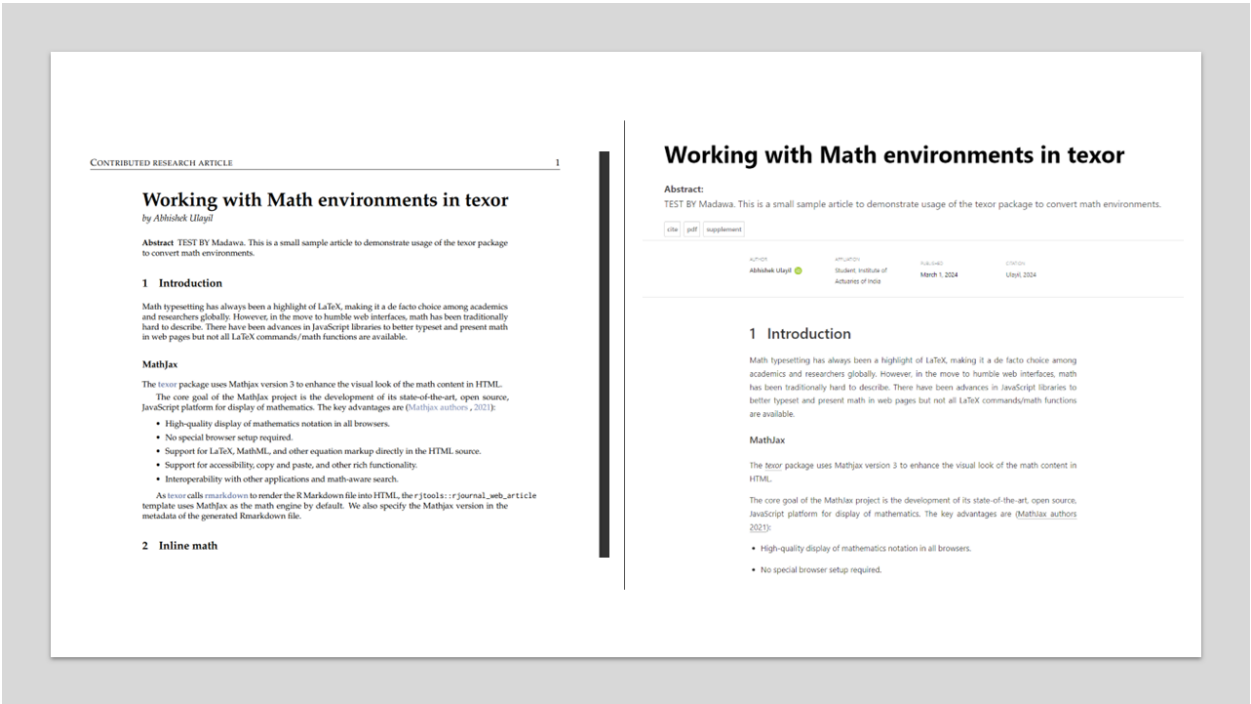 CONTRIBUTED RESEARCH ARTICLE 1
Working with Math environments in texor
by Abhishek Ulayil
Abstract TEST BY Madawa. This is a small sample article to demonstrate usage of the texor package
to convert math environments.
1 Introduction
Math typesetting has always been a highlight of LaTeX, making it a de facto choice among academics
and researchers globally. However, in the move to humble web interfaces, math has been traditionally
hard to describe. There have been advances in JavaScript libraries to better typeset and present math
in web pages but not all LaTeX commands/math functions are available.
MathJax
The texor package uses Mathjax version 3 to enhance the visual look of the math content in HTML.
The core goal of the MathJax project is the development of its state-of-the-art, open source,
JavaScript platform for display of mathematics. The key advantages are (Mathjax authors , 2021):
• High-quality display of mathematics notation in all browsers.
• No special browser setup required.
• Support for LaTeX, MathML, and other equation markup directly in the HTML source.
• Support for accessibility, copy and paste, and other rich functionality.
• Interoperability with other applications and math-aware search.
As texor calls rmarkdown to render the R Markdown file into HTML, the rjtools::rjournal_web_article
template uses MathJax as the math engine by default. We also specify the Mathjax version in the
metadata of the generated Rmarkdown file.
2 Inline math
Working with Math environments in texor
Abstract:
TEST BY Madawa. This is a small sample article to demonstrate usage of the texor package to convert math environments.
cite pdf supplement
AUTHOR AFFILIATION PUBLISHED CITATION
Abhishek Ulayil Student, Institute of March 1, 2024 Ulayil, 2024
Actuaries of India
1 Introduction
Math typesetting has always been a highlight of LaTeX, making it a de facto choice among
academics and researchers globally. However, in the move to humble web interfaces, math
has been traditionally hard to describe. There have been advances in JavaScript libraries to
better typeset and present math in web pages but not all LaTeX commands/math functions
are available.
MathJax
The texor package uses Mathjax version 3 to enhance the visual look of the math content in
HTML.
The core goal of the MathJax project is the development of its state-of-the-art, open source,
JavaScript platform for display of mathematics. The key advantages are (MathJax authors
2021):
• High-quality display of mathematics notation in all browsers.
• No special browser setup required.